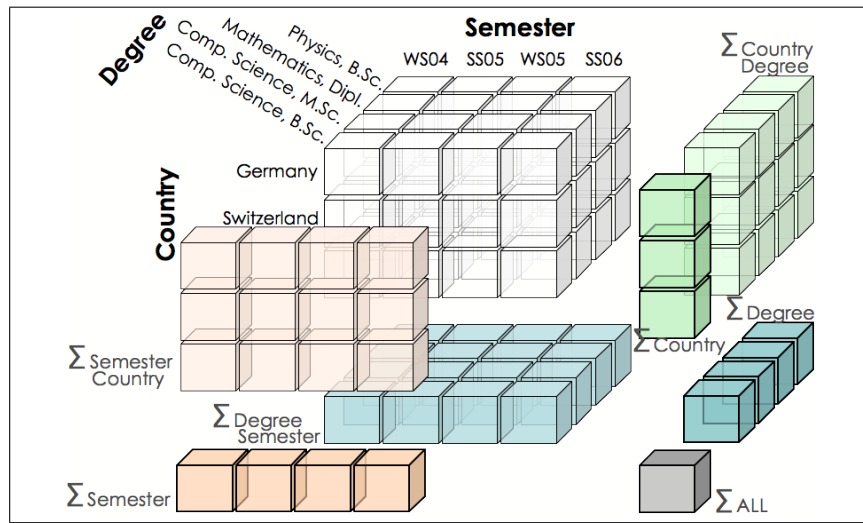 Semester
Degree
Physics, B.Sc.
Mathematics, Dipl.
Comp. Science, M.Sc.
Comp. Science, B.Sc.
WS04 SS05 WS05 SS06
Σ Country
Degree
Country
Germany
Switzerland
Σ Degree
Σ Country
Σ Semester
Country
Σ Degree
Semester
Σ Semester
Σ ALL